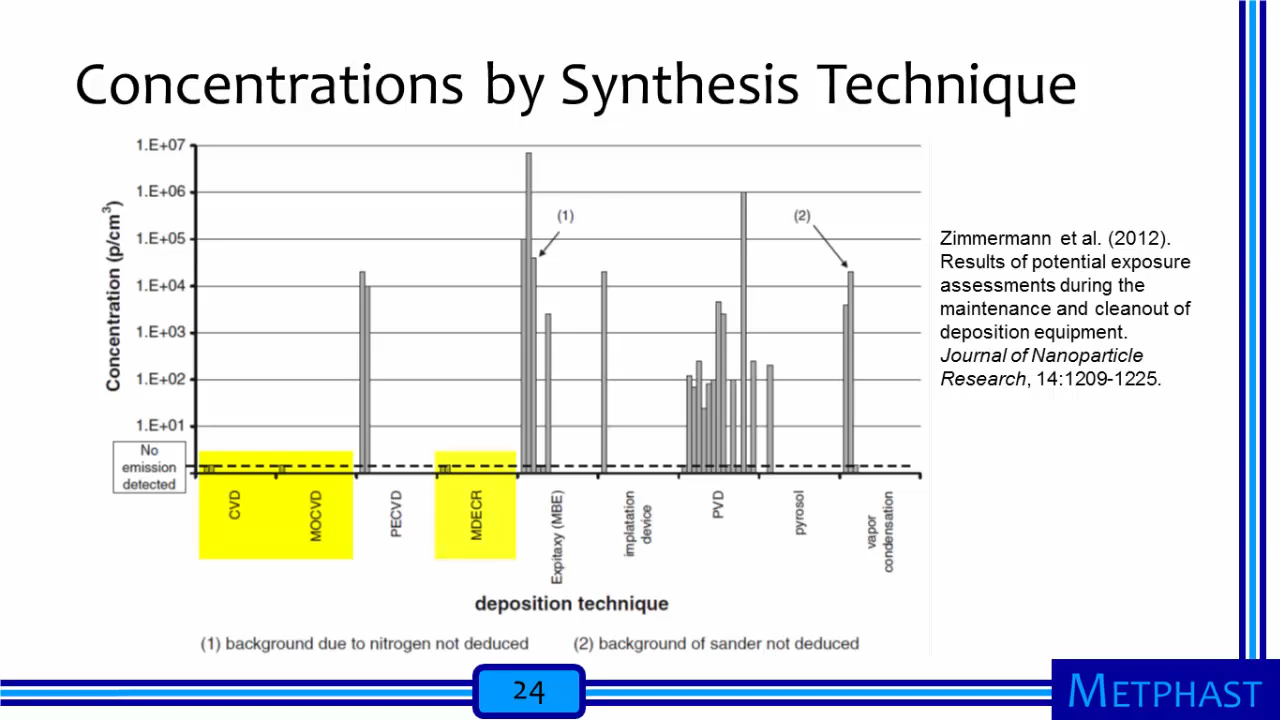 Concentrations by Synthesis Technique
1.E+07
1.E+06
1.E+05
1.E+04
1.E+03
1.E+02
1.E+01
No
emission
detected
Concentration (p/cm³)
(1)
(2)
CVD
MOCVD
PECVD
MDECR
Expitaxy (MBE)
implatation
device
PVD
pyrosol
vapor
condensation
deposition technique
(1) background due to nitrogen not deduced
(2) background of sander not deduced
Zimmermann et al. (2012).
Results of potential exposure
assessments during the
maintenance and cleanout of
deposition equipment.
Journal of Nanoparticle
Research, 14:1209-1225.
24
METPHAST